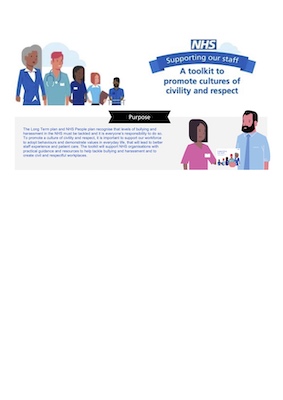 NHS
Supporting our staff
A toolkit to
promote cultures of
civility and respect
Purpose
The Long Term plan and NHS People plan recognise that levels of bullying and
harassment in the NHS must be tackled and it is everyone's responsibility to do so.
To promote a culture of civility and respect, it is important to support our workforce
to adopt behaviours and demonstrate values in everyday life, that will lead to better
staff experience and patient care. The toolkit will support NHS organisations with
practical guidance and resources to help tackle bullying and harassment and to
create civil and respectful workplaces.